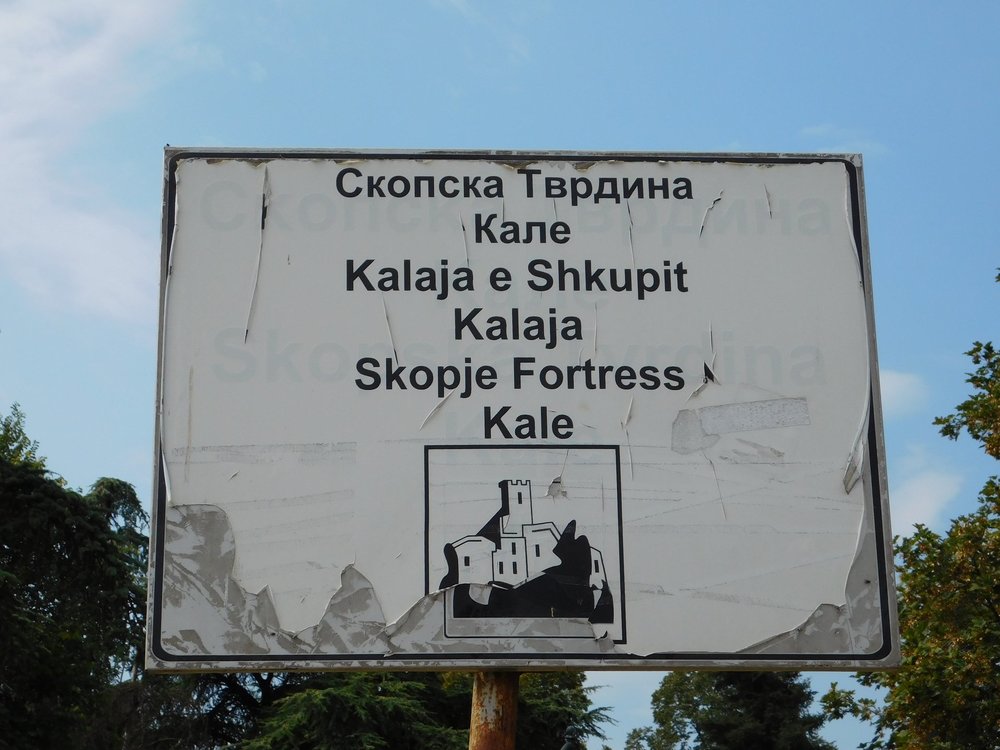 Скопска Тврдина
Кале
Kalaja e Shkupit
Kalaja
Skopje Fortress
Kale